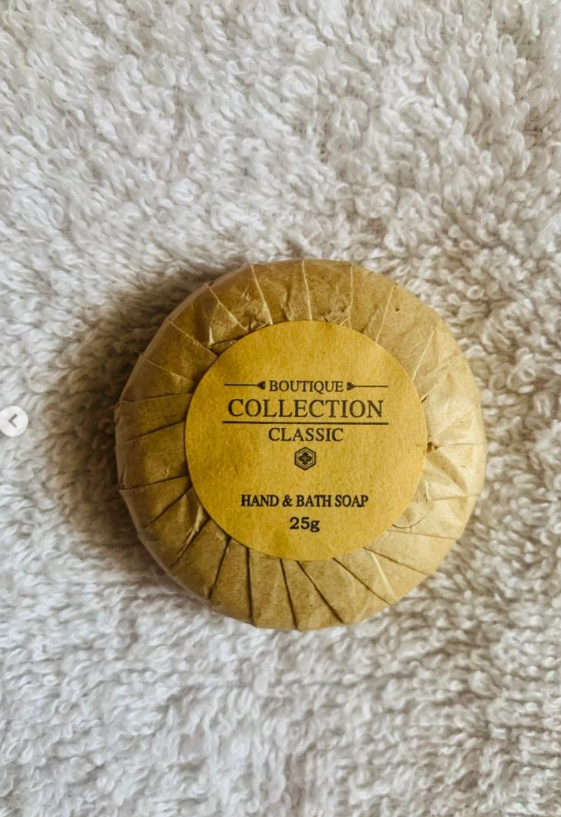 BOUTIQUE
COLLECTION
CLASSIC
HAND & BATH SOAP
25g